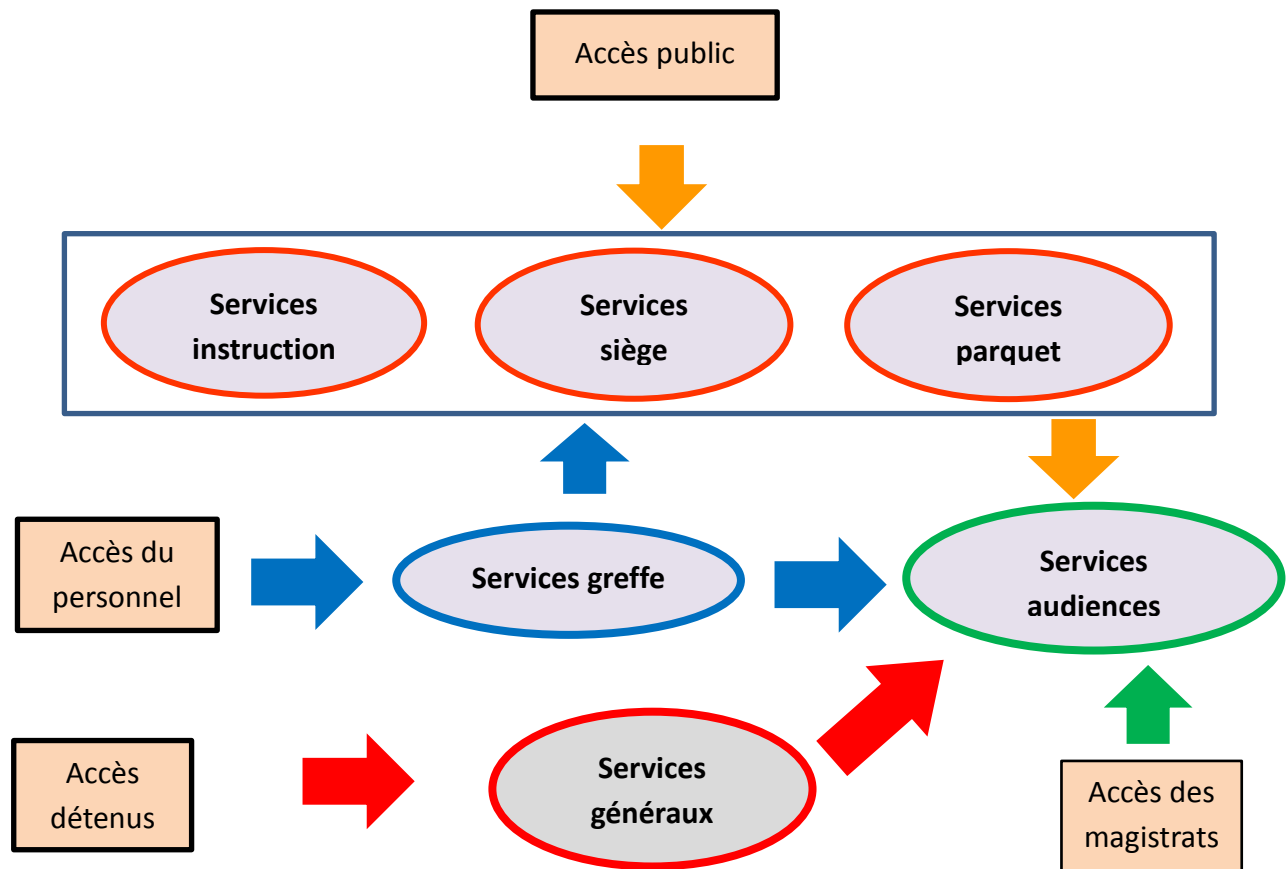 Accès public
Services
instruction
Services
siège
Services
parquet
Accès du
personnel
Services greffe
Services
audiences
Accès
détenus
Services
généraux
Accès des
magistrats